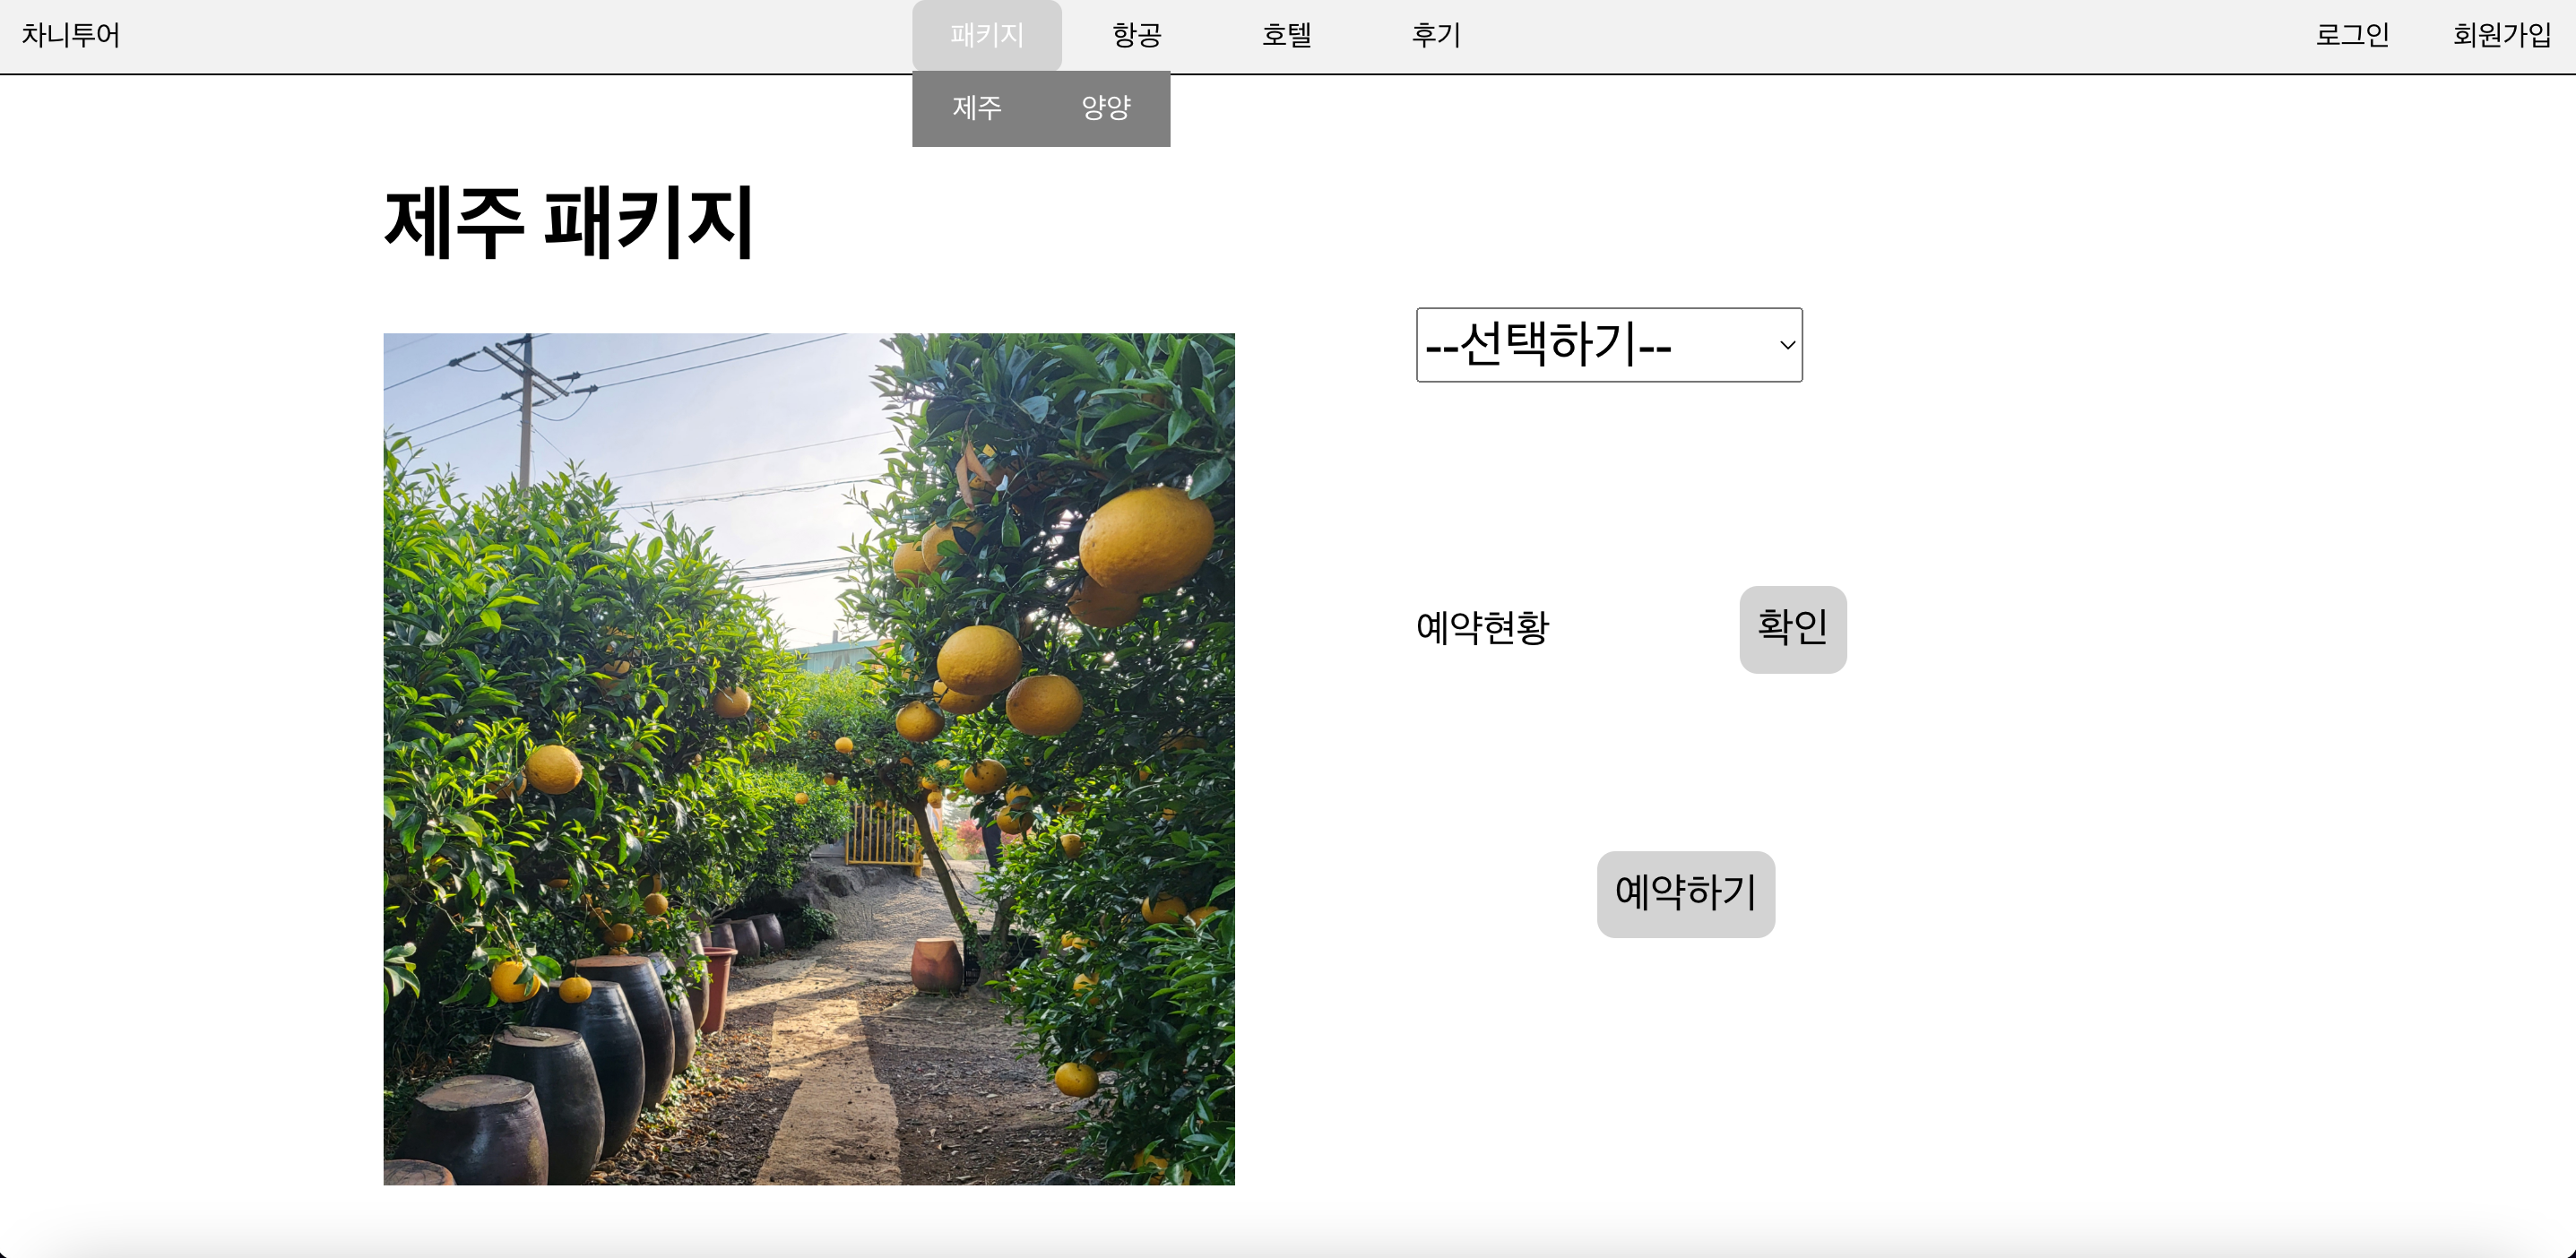 차니투어
패키지 항공 호텔 후기
로그인 회원가입
제주 양양
제주 패키지
--선택하기--
예약현황 확인
예약하기